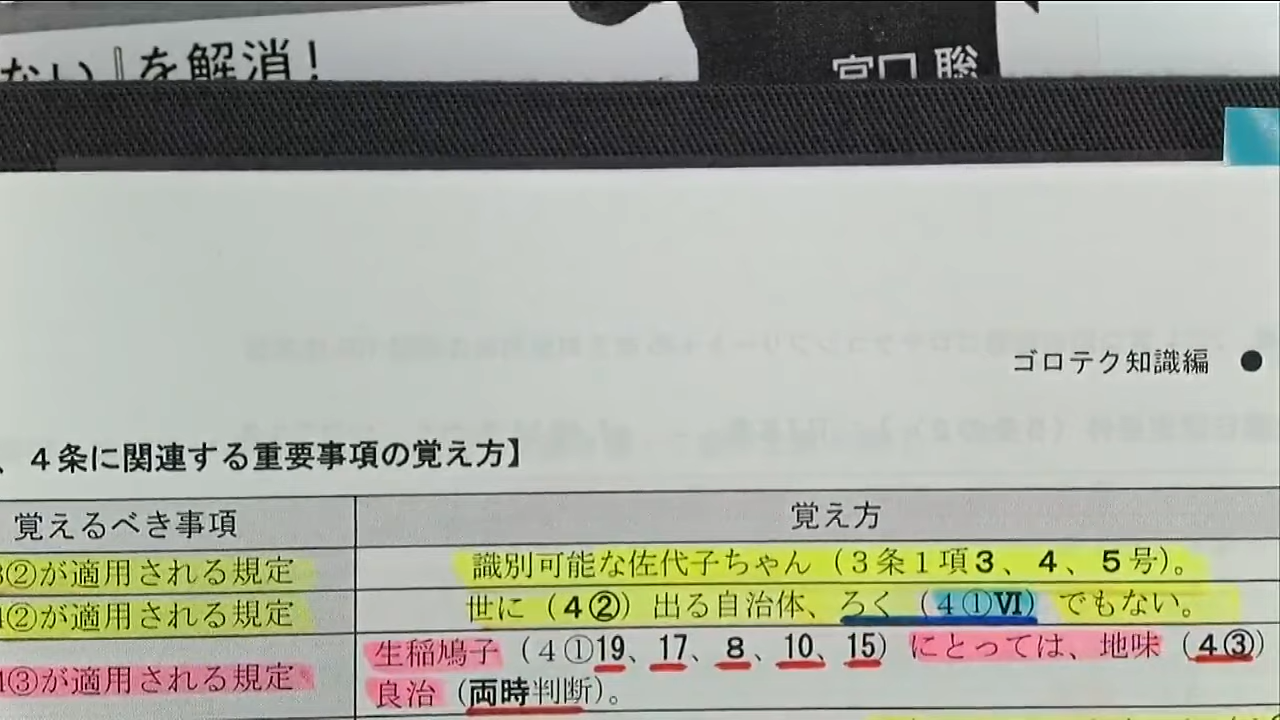 ない』を解消！
宮口 聡
ゴロテク知識編 ●
、４条に関連する重要事項の覚え方】
覚えるべき事項
覚え方
3②が適用される規定
識別可能な佐代子ちゃん（３条１項３、４、５号）。
4②が適用される規定
世に（４②）出る自治体、ろく（４①Ⅵ）でもない。
4③が適用される規定
生稲鳩子（４①19、17、8、10、15）にとっては、地味（４③）
良治（両時判断）。